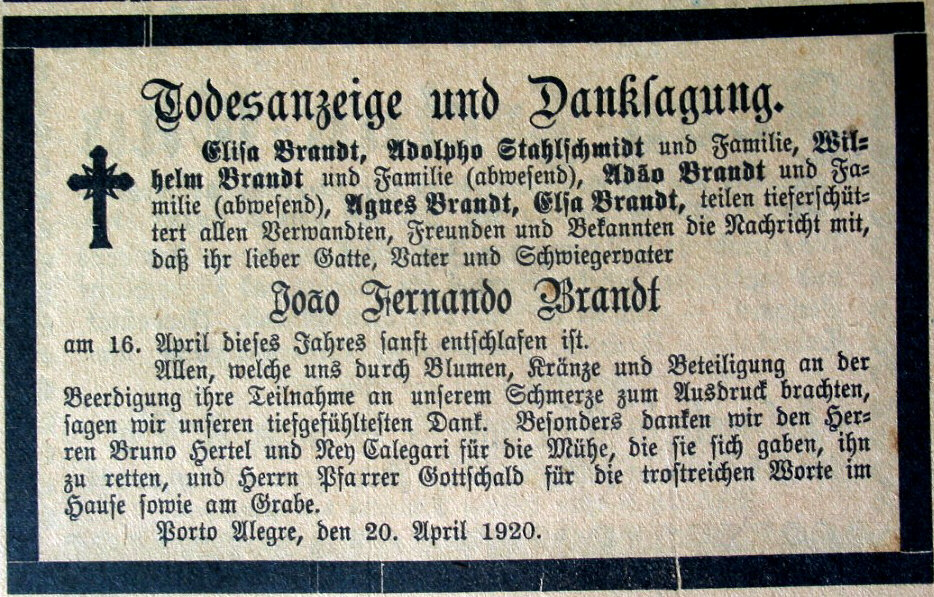 Todesanzeige und Danksagung.
Elisa Brandt, Adolpho Stahlschmidt und Familie, Wil-
helm Brandt und Familie (abwesend), Adão Brandt und Fa-
milie (abwesend), Agnes Brandt, Elsa Brandt, teilen tieferschüt-
tert allen Verwandten, Freunden und Bekannten die Nachricht mit,
daß ihr lieber Gatte, Vater und Schwiegervater
João Fernando Brandt
am 16. April dieses Jahres sanft entschlafen ist.
Allen, welche uns durch Blumen, Kränze und Beteiligung an der
Beerdigung ihre Teilnahme an unserem Schmerze zum Ausdruck brachten,
sagen wir unseren tiefgefühltesten Dank. Besonders danken wir den Her-
ren Bruno Hertel und Ney Calegari für die Mühe, die sie sich gaben, ihn
zu retten, und Herrn Pfarrer Gottschald für die trostreichen Worte im
Hause sowie am Grabe.
Porto Alegre, den 20. April 1920.